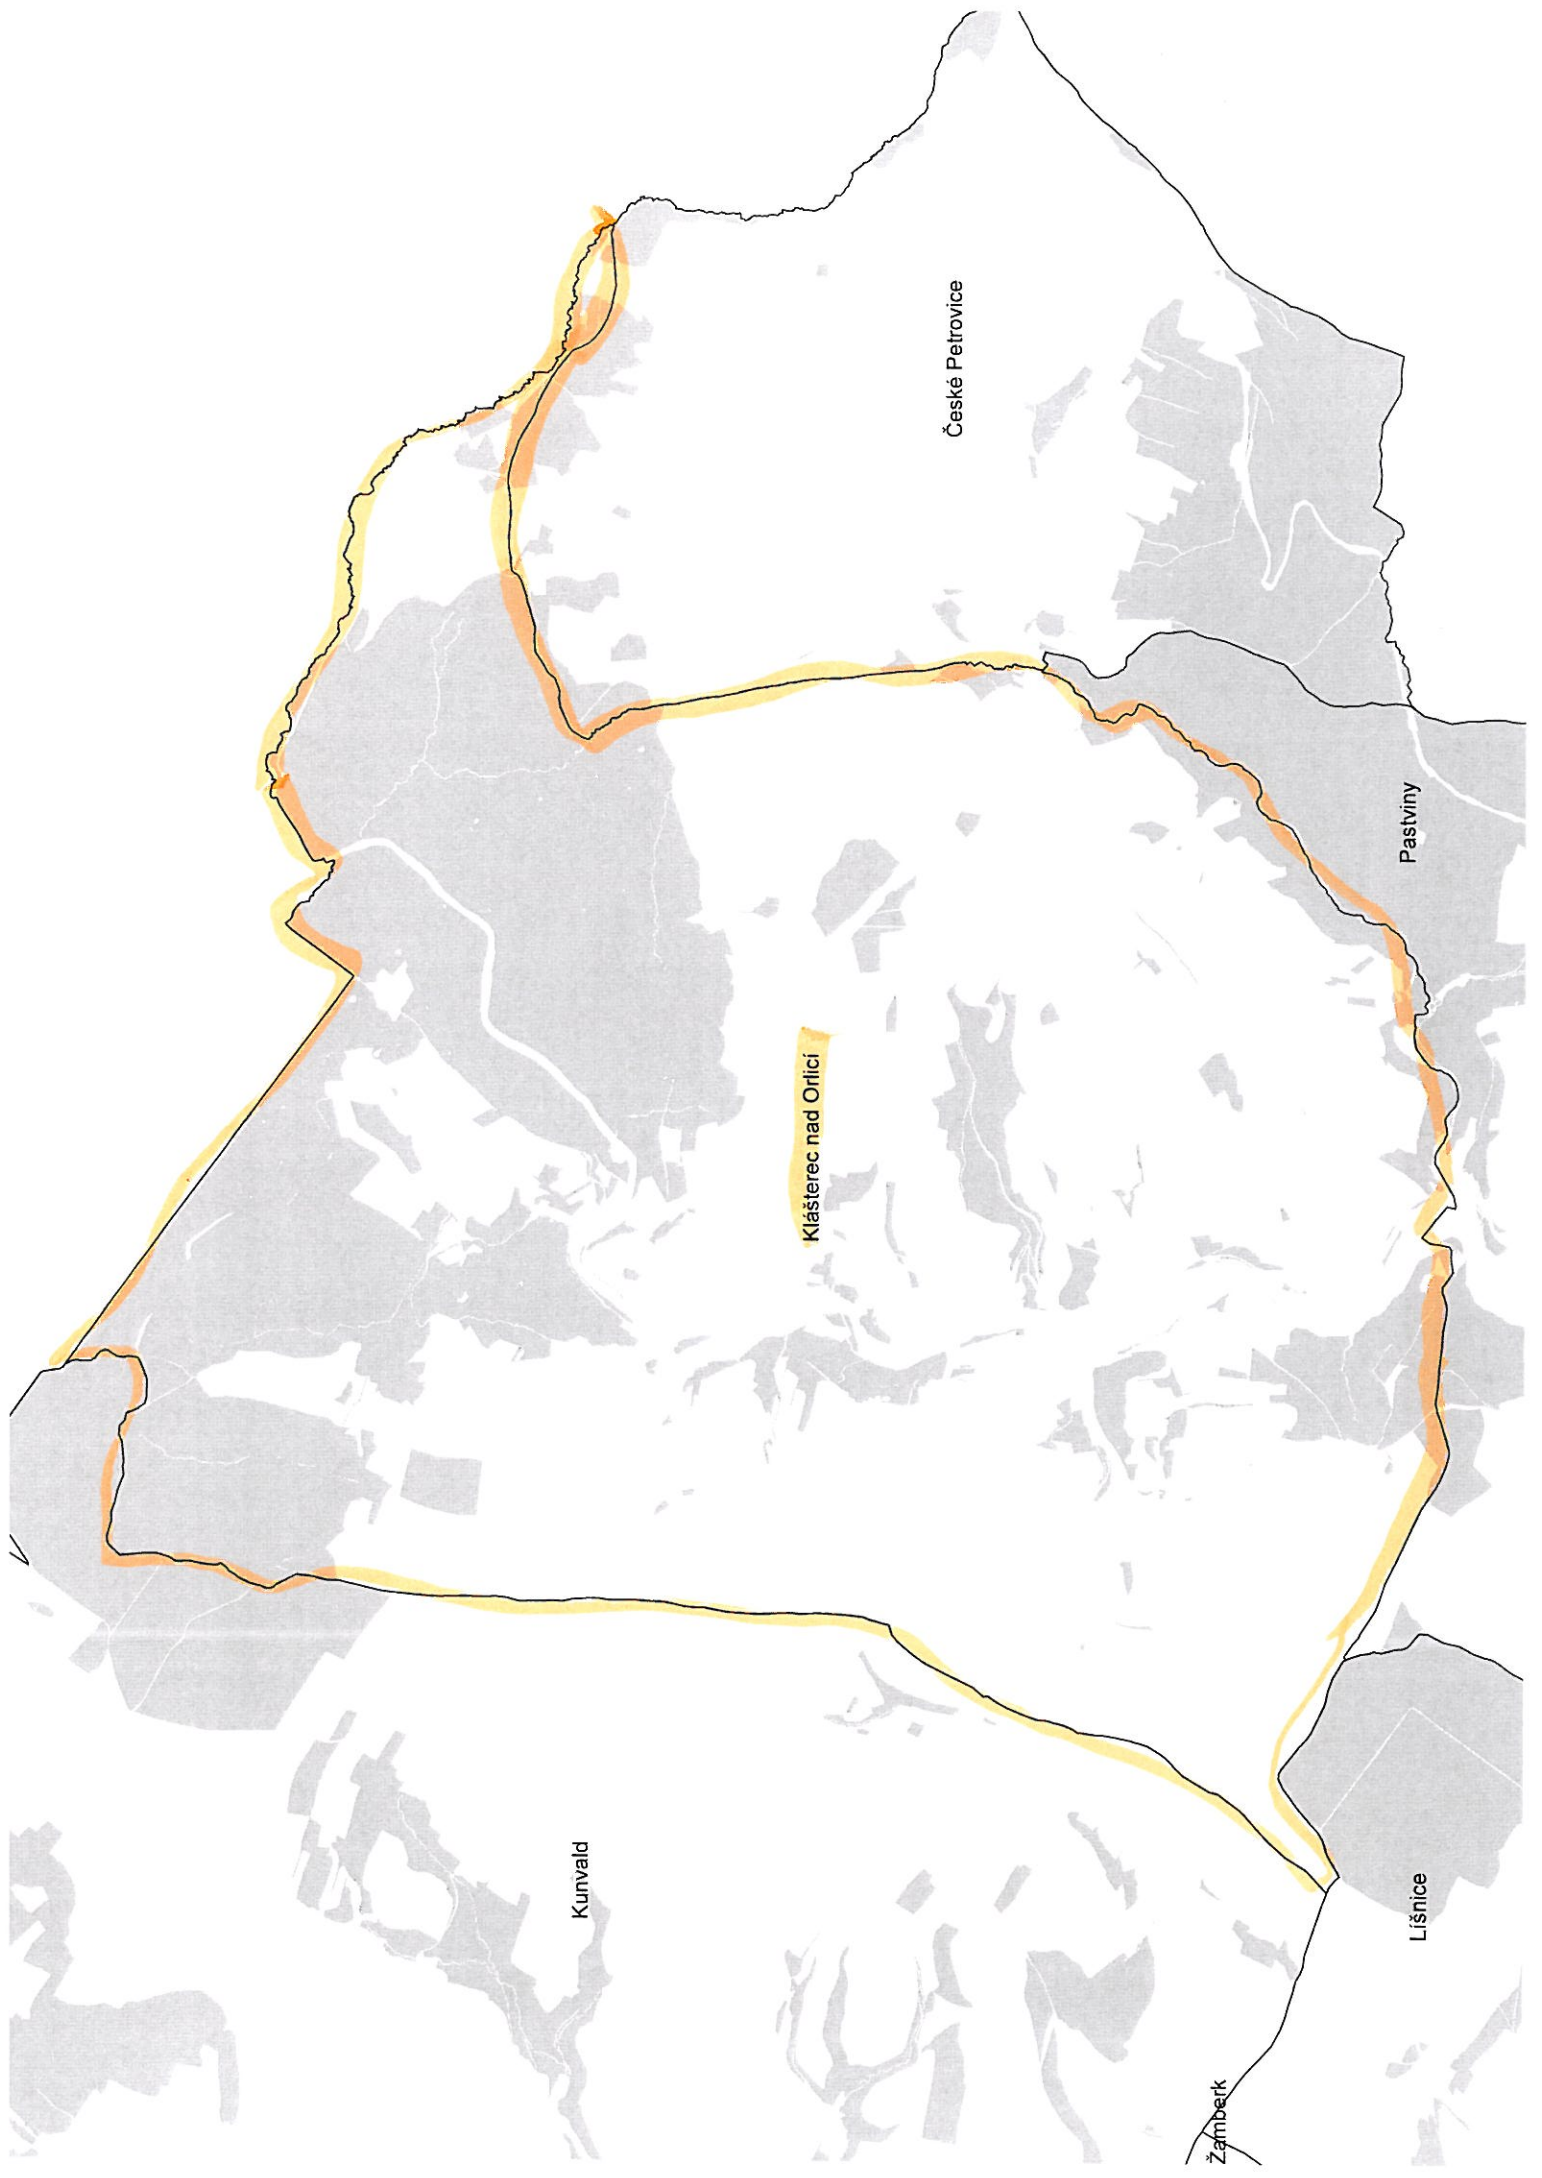 České Petrovice
Klášterec nad Orlicí
Pastviny
Kunvald
Líšnice
Žamberk